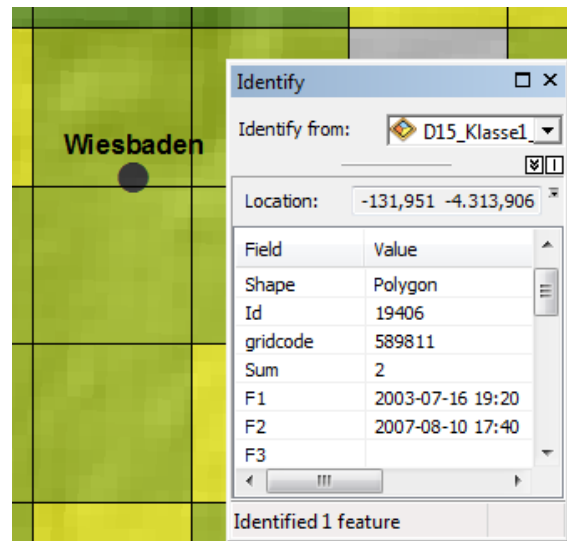 Wiesbaden
Identify
Identify from: D15_Klasse1_
Location: -131,951 -4.313,906
Field Value
Shape Polygon
Id 19406
gridcode 589811
Sum 2
F1 2003-07-16 19:20
F2 2007-08-10 17:40
F3
Identified 1 feature